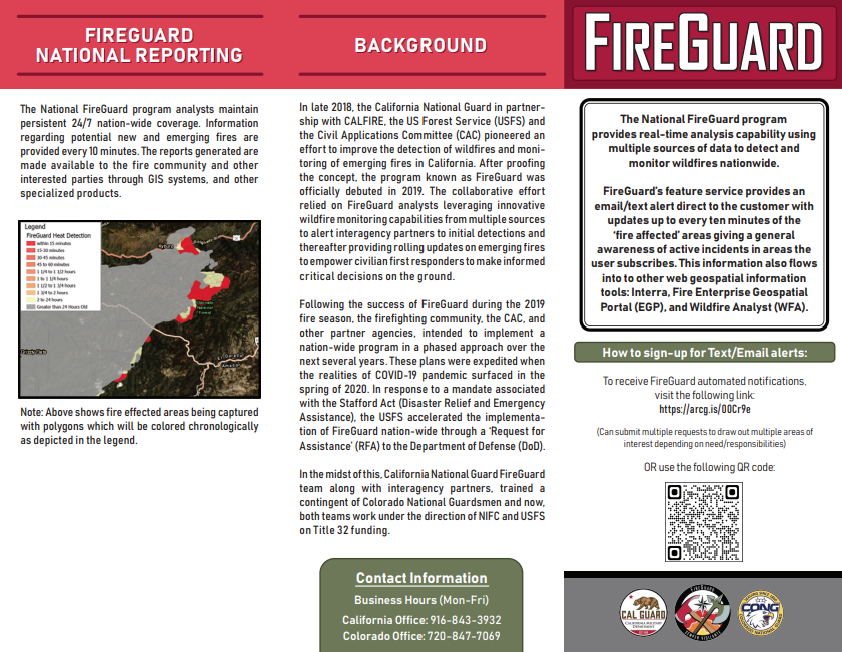 FIREGUARD
NATIONAL REPORTING
The National FireGuard program analysts maintain
persistent 24/7 nation-wide coverage. Information
regarding potential new and emerging fires are
provided every 10 minutes. The reports generated are
made available to the fire community and other
interested parties through GIS systems, and other
specialized products.
Legend
FireGuard Heat Detection
within 15 minutes
15-30 minutes
30-45 minutes
45 to 60 minutes
1 1/4 to 1 1/2 hours
1 to 1 1/4 hours
1 1/2 to 1 3/4 hours
1 3/4 to 2 hours
2 to 24 hours
Greater than 24 Hours Old
Note: Above shows fire effected areas being captured
with polygons which will be colored chronologically
as depicted in the legend.
BACKGROUND
In late 2018, the California National Guard in partner-
ship with CALFIRE, the US Forest Service (USFS) and
the Civil Applications Committee (CAC) pioneered an
effort to improve the detection of wildfires and moni-
toring of emerging fires in California. After proofing
the concept, the program known as FireGuard was
officially debuted in 2019. The collaborative effort
relied on FireGuard analysts leveraging innovative
wildfire monitoring capabilities from multiple sources
to alert interagency partners to initial detections and
thereafter providing rolling updates on emerging fires
to empower civilian first responders to make informed
critical decisions on the ground.
Following the success of FireGuard during the 2019
fire season, the firefighting community, the CAC, and
other partner agencies, intended to implement a
nation-wide program in a phased approach over the
next several years. These plans were expedited when
the realities of COVID-19 pandemic surfaced in the
spring of 2020. In response to a mandate associated
with the Stafford Act (Disaster Relief and Emergency
Assistance), the USFS accelerated the implementa-
tion of FireGuard nation-wide through a 'Request for
Assistance' (RFA) to the Department of Defense (DoD).
In the midst of this, California National Guard FireGuard
team along with interagency partners, trained a
contingent of Colorado National Guardsmen and now,
both teams work under the direction of NIFC and USFS
on Title 32 funding.
Contact Information
Business Hours (Mon-Fri)
California Office: 916-843-3932
Colorado Office: 720-847-7069
FIREGUARD
The National FireGuard program
provides real-time analysis capability using
multiple sources of data to detect and
monitor wildfires nationwide.
FireGuard's feature service provides an
email/text alert direct to the customer with
updates up to every ten minutes of the
'fire affected' areas giving a general
awareness of active incidents in areas the
user subscribes. This information also flows
into to other web geospatial information
tools: Interra, Fire Enterprise Geospatial
Portal (EGP), and Wildfire Analyst (WFA).
How to sign-up for Text/Email alerts:
To receive FireGuard automated notifications,
visit the following link:
https://arcg.is/00Cr9e
(Can submit multiple requests to draw out multiple areas of
interest depending on need/responsibilities)
OR use the following QR code:
CAL GUARD
CALIFORNIA MILITARY
DEPARTMENT
FireGuard
CONG